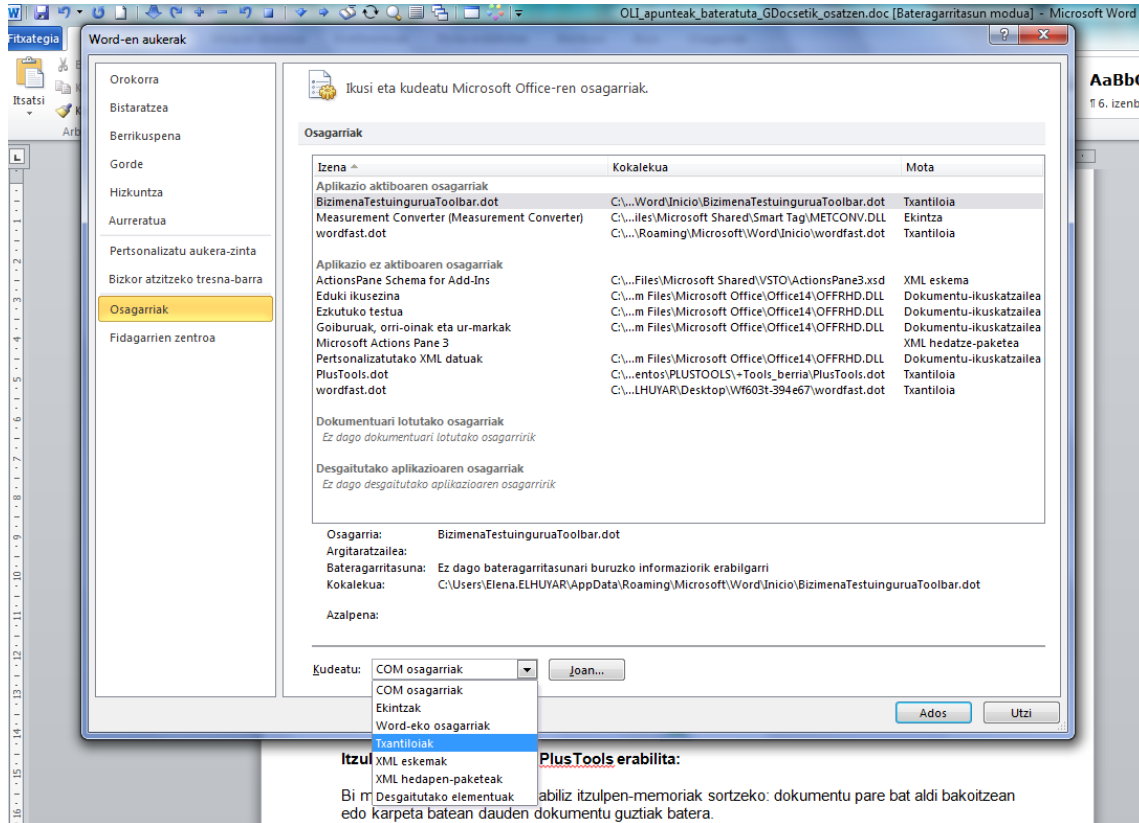 OLI_apunteak_bateratuta_GDocsetik_osatzen.doc [Bateragarritasun modua] - Microsoft Word
Fitxategia
Word-en aukerak
Itsatsi
Arb
AaBb
¶ 6. izenb
Orokorra
Bistaratzea
Berrikuspena
Gorde
Hizkuntza
Aurreratua
Pertsonalizatu aukera-zinta
Bizkor atzitzeko tresna-barra
Osagarriak
Fidagarrien zentroa
Ikusi eta kudeatu Microsoft Office-ren osagarriak.
Osagarriak
Izena Kokalekua Mota
Aplikazio aktiboaren osagarriak
BizimenaTestuinguruaToolbar.dot C:\...Word\Inicio\BizimenaTestuinguruaToolbar.dot Txantiloia
Measurement Converter (Measurement Converter) C:\...iles\Microsoft Shared\Smart Tag\METCONV.DLL Ekintza
wordfast.dot C:\...\Roaming\Microsoft\Word\Inicio\wordfast.dot Txantiloia
Aplikazio ez aktiboaren osagarriak
ActionsPane Schema for Add-Ins C:\...Files\Microsoft Shared\VSTO\ActionsPane3.xsd XML eskema
Eduki ikusezina C:\...m Files\Microsoft Office\Office14\OFFRHD.DLL Dokumentu-ikuskatzailea
Ezkutuko testua C:\...m Files\Microsoft Office\Office14\OFFRHD.DLL Dokumentu-ikuskatzailea
Goiburuak, orri-oinak eta ur-markak C:\...m Files\Microsoft Office\Office14\OFFRHD.DLL Dokumentu-ikuskatzailea
Microsoft Actions Pane 3 XML hedatze-paketea
Pertsonalizatutako XML datuak C:\...m Files\Microsoft Office\Office14\OFFRHD.DLL Dokumentu-ikuskatzailea
PlusTools.dot C:\...entos\PLUSTOOLS\+Tools_berria\PlusTools.dot Txantiloia
wordfast.dot C:\...LHUYAR\Desktop\Wf603t-394e67\wordfast.dot Txantiloia
Dokumentuari lotutako osagarriak
Ez dago dokumentuari lotutako osagarririk
Desgaitutako aplikazioaren osagarriak
Ez dago desgaitutako aplikazioaren osagarririk
Osagarria: BizimenaTestuinguruaToolbar.dot
Argitaratzailea:
Bateragarritasuna: Ez dago bateragarritasunari buruzko informaziorik erabilgarri
Kokalekua: C:\Users\Elena.ELHUYAR\AppData\Roaming\Microsoft\Word\Inicio\BizimenaTestuinguruaToolbar.dot
Azalpena:
Kudeatu: COM osagarriak Joan...
COM osagarriak
Ekintzak
Word-eko osagarriak
Txantiloiak
XML eskemak
XML hedapen-paketeak
Desgaitutako elementuak
Ados Utzi
Itzul PlusTools erabilita:
Bi m abiliz itzulpen-memoriak sortzeko: dokumentu pare bat aldi bakoitzean
edo karpeta batean dauden dokumentu guztiak batera.